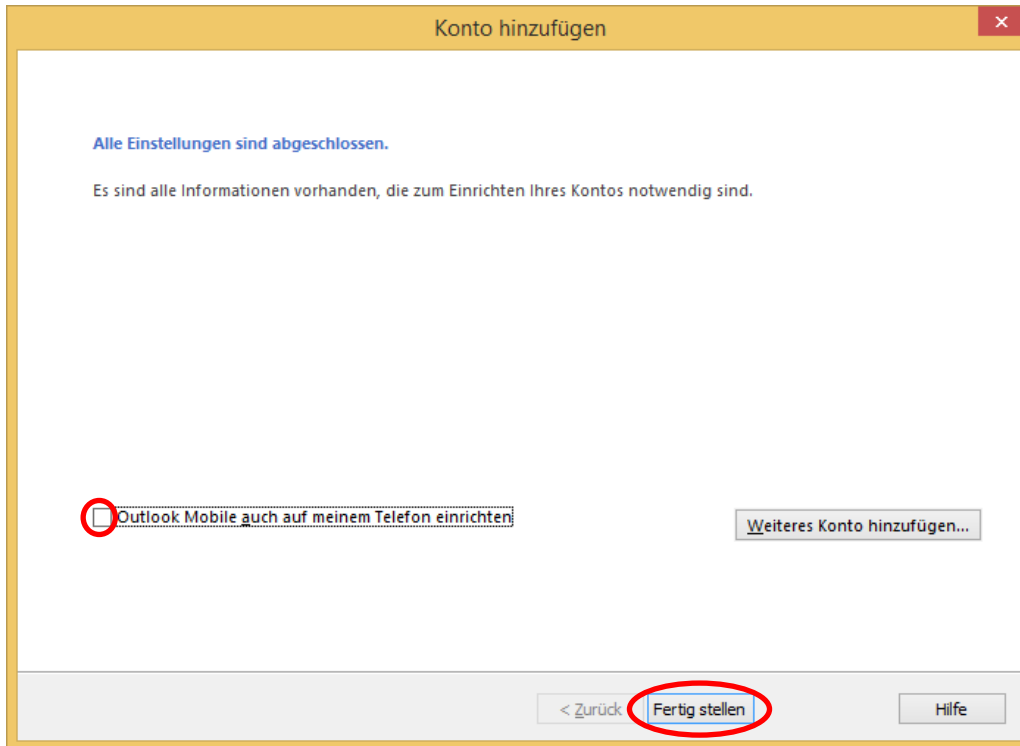 Konto hinzufügen
Alle Einstellungen sind abgeschlossen.
Es sind alle Informationen vorhanden, die zum Einrichten Ihres Kontos notwendig sind.
Outlook Mobile auch auf meinem Telefon einrichten
Weiteres Konto hinzufügen...
< Zurück
Fertig stellen
Hilfe